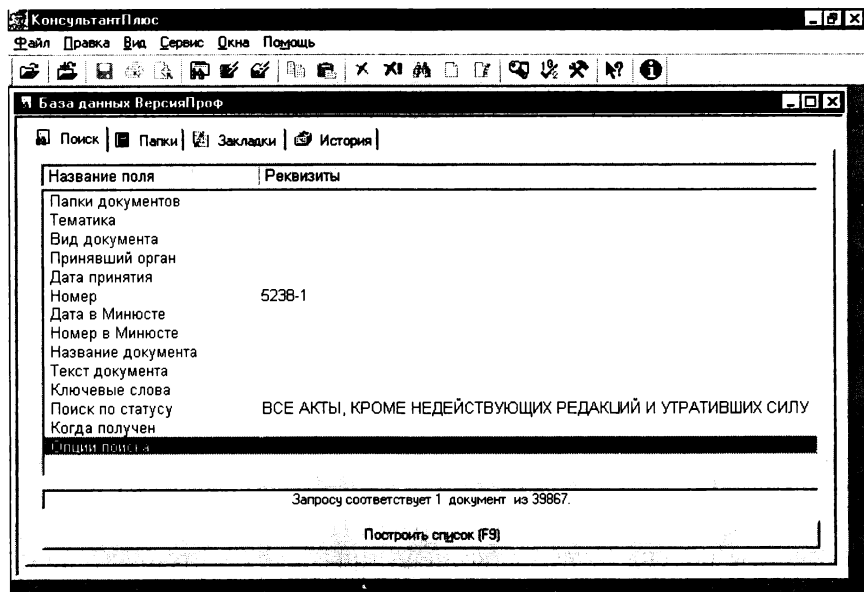 КонсультантПлюс
Файл Правка Вид Сервис Окна Помощь
База данных ВерсияПроф
Поиск Папки Закладки История
Название поля Реквизиты
Папки документов
Тематика
Вид документа
Принявший орган
Дата принятия
Номер 5238-1
Дата в Минюсте
Номер в Минюсте
Название документа
Текст документа
Ключевые слова
Поиск по статусу ВСЕ АКТЫ, КРОМЕ НЕДЕЙСТВУЮЩИХ РЕДАКЦИЙ И УТРАТИВШИХ СИЛУ
Когда получен
Опции поиска
Запросу соответствует 1 документ из 39867.
Построить список (F9)